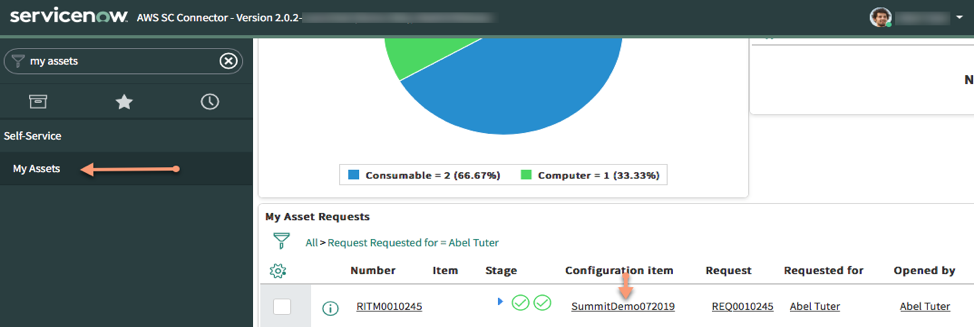 servicenow. AWS SC Connector - Version 2.0.2-
my assets
Self-Service
My Assets
Consumable = 2 (66.67%) Computer = 1 (33.33%)
N
My Asset Requests
All > Request Requested for = Abel Tuter
Number Item Stage Configuration item Request Requested for Opened by
RITM0010245 SummitDemo072019 REQ0010245 Abel Tuter Abel Tuter